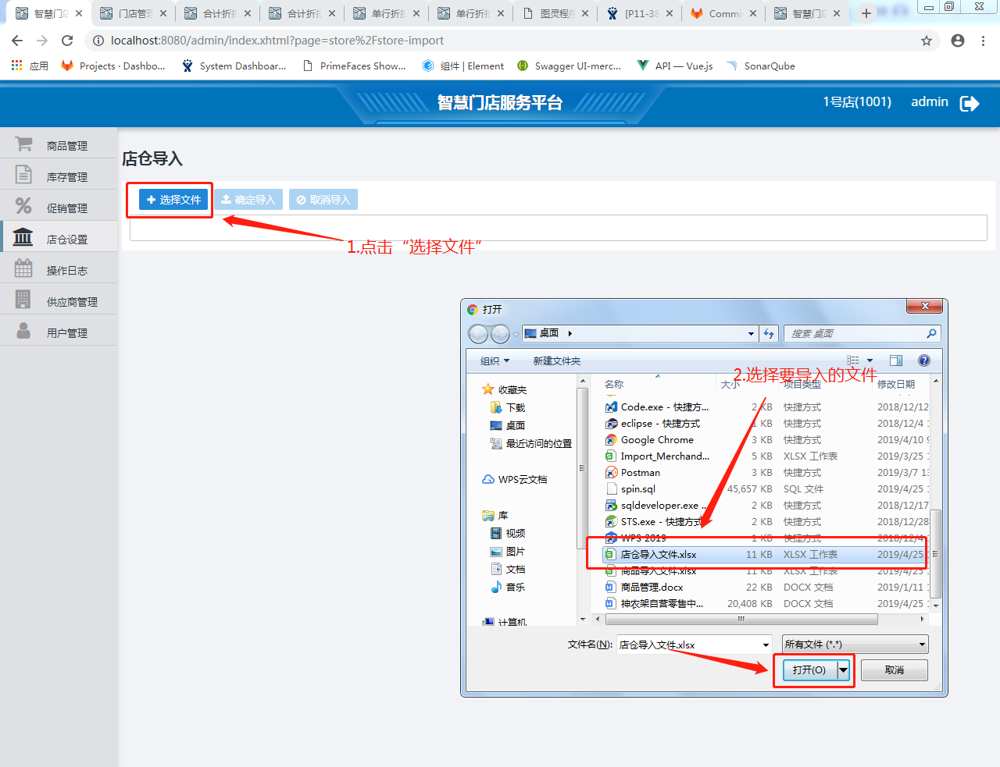 智慧门店
门店管理
合计折扣
合计折扣
单行折扣
单行折扣
图灵程序
[P11-38
Commi
智慧门店
localhost:8080/admin/index.xhtml?page=store%2Fstore-import
应用
Projects · Dashbo...
System Dashboar...
PrimeFaces Show...
组件 | Element
Swagger UI-merc...
API — Vue.js
SonarQube
智慧门店服务平台
1号店(1001)
admin
商品管理
库存管理
促销管理
店仓设置
操作日志
供应商管理
用户管理
店仓导入
选择文件
确定导入
取消导入
1.点击“选择文件”
打开
桌面
搜索 桌面
组织
新建文件夹
2.选择要导入的文件
收藏夹
下载
桌面
最近访问的位置
WPS云文档
库
视频
图片
文档
音乐
计算机
名称 大小 项目类型 修改日期
Code.exe - 快捷方... 2 KB 快捷方式 2018/12/12
eclipse - 快捷方式 1 KB 快捷方式 2018/12/4
Google Chrome 3 KB 快捷方式 2019/4/10
Import_Merchand... 5 KB XLSX 工作表 2019/3/25
Postman 3 KB 快捷方式 2019/3/7 13
spin.sql 45,657 KB SQL 文件 2019/4/25
sqldeveloper.exe ... 2 KB 快捷方式 2018/12/17
STS.exe - 快捷方式 2 KB 快捷方式 2018/12/28
WPS 2019 1 KB 快捷方式 2018/12/4
店仓导入文件.xlsx 11 KB XLSX 工作表 2019/4/25
商品导入文件.xlsx 11 KB XLSX 工作表 2019/4/25
商品管理.docx 22 KB DOCX 文档 2019/1/11
神农架自营零售中... 20,408 KB DOCX 文档 2019/4/25
文件名(N):
店仓导入文件.xlsx
所有文件 (*.*)
打开(O)
取消